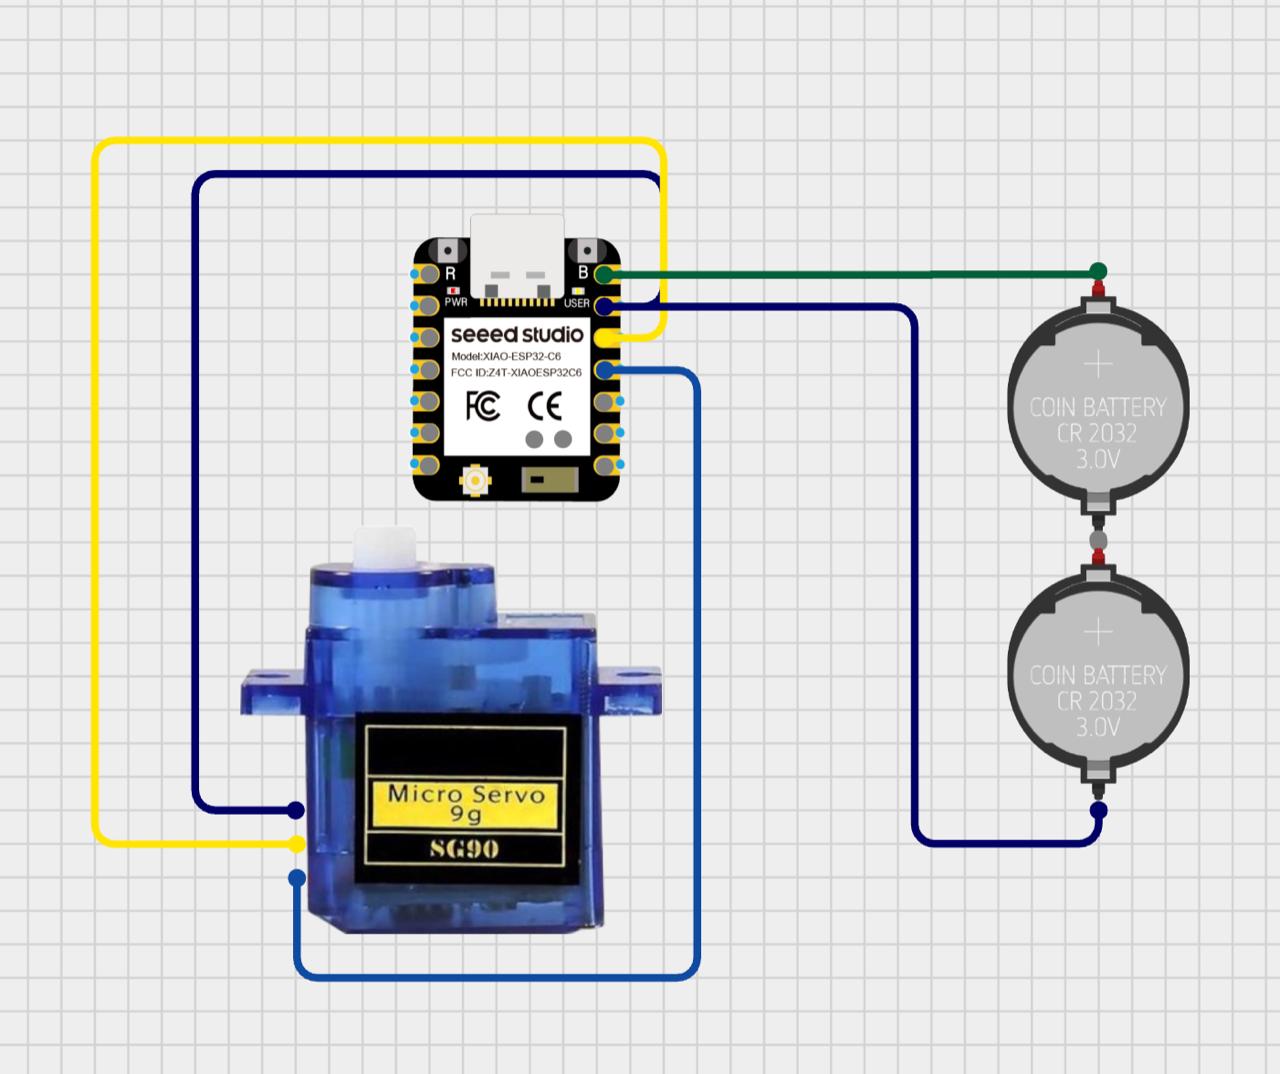 R
B
PWR
USER
seeed studio
Model:XIAO-ESP32-C6
FCC ID:Z4T-XIAOESP32C6
FC CE
COIN BATTERY
CR 2032
3.0V
COIN BATTERY
CR 2032
3.0V
Micro Servo
9g
SG90